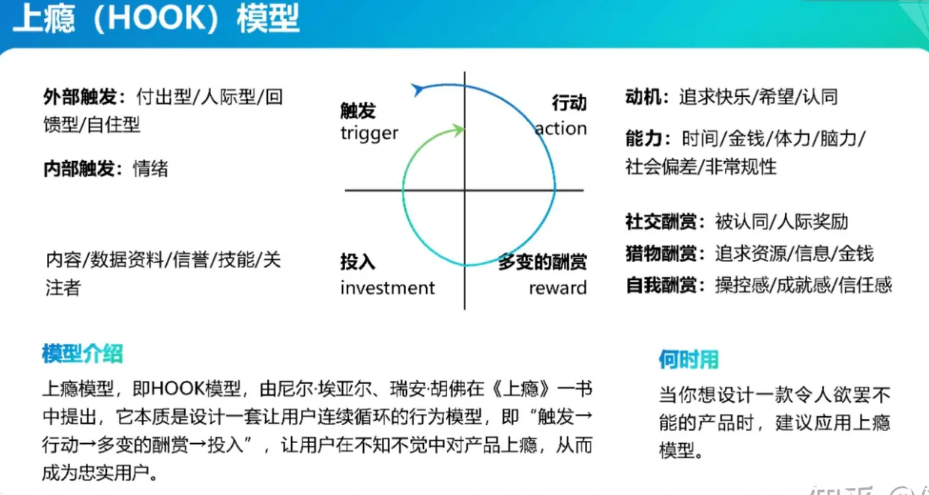 上瘾（HOOK）模型
外部触发：付出型/人际型/回
馈型/自住型
内部触发：情绪
触发
trigger
行动
action
动机：追求快乐/希望/认同
能力：时间/金钱/体力/脑力/
社会偏差/非常规性
内容/数据资料/信誉/技能/关
注者
投入
investment
多变的酬赏
reward
社交酬赏：被认同/人际奖励
猎物酬赏：追求资源/信息/金钱
自我酬赏：操控感/成就感/信任感
模型介绍
上瘾模型，即HOOK模型，由尼尔·埃亚尔、瑞安·胡佛在《上瘾》一书
中提出，它本质是设计一套让用户连续循环的行为模型，即“触发→
行动→多变的酬赏→投入”，让用户在不知不觉中对产品上瘾，从而
成为忠实用户。
何时用
当你想设计一款令人欲罢不
能的产品时，建议应用上瘾
模型。